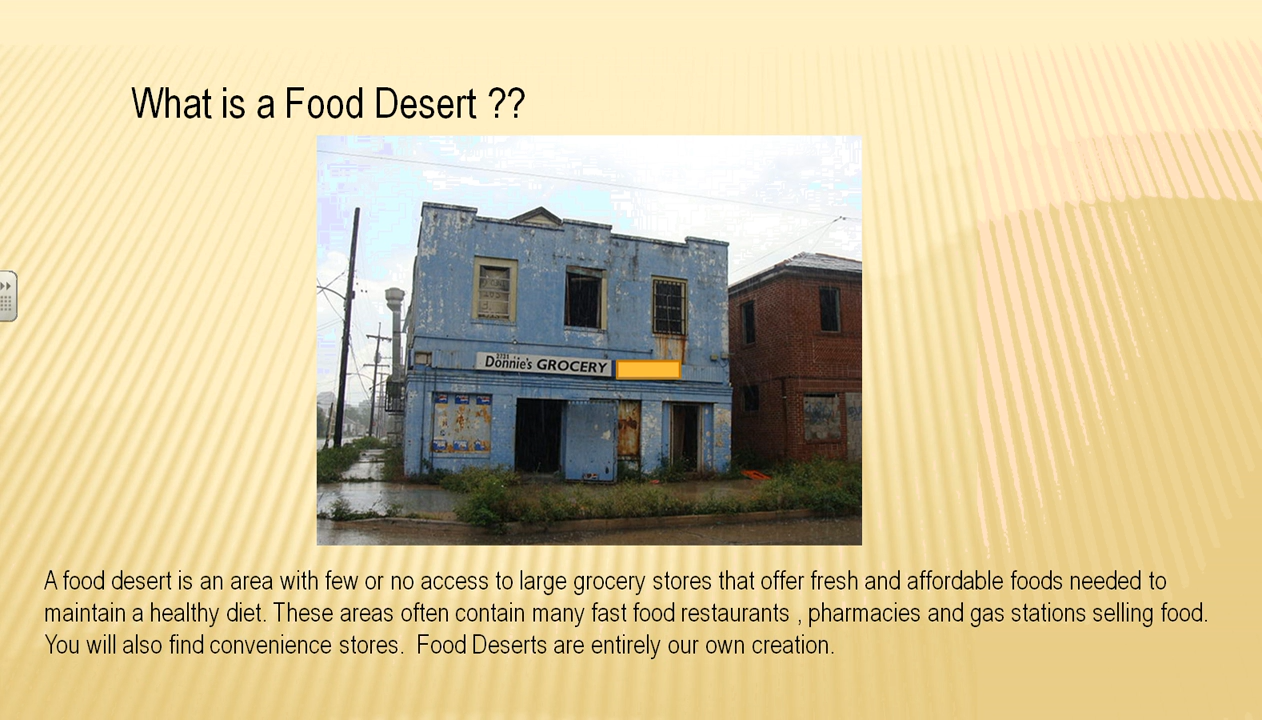 What is a Food Desert ??
2731
Donnie's GROCERY
A food desert is an area with few or no access to large grocery stores that offer fresh and affordable foods needed to
maintain a healthy diet. These areas often contain many fast food restaurants , pharmacies and gas stations selling food.
You will also find convenience stores.  Food Deserts are entirely our own creation.